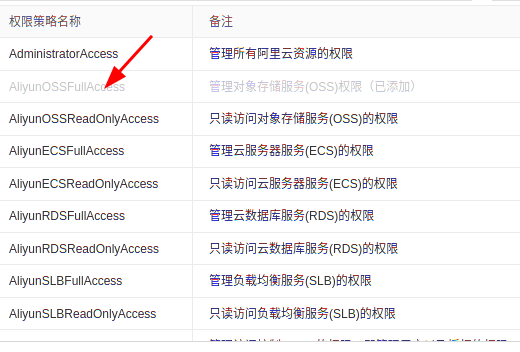 权限策略名称 备注
AdministratorAccess 管理所有阿里云资源的权限
AliyunOSSFullAccess 管理对象存储服务(OSS)权限（已添加）
AliyunOSSReadOnlyAccess 只读访问对象存储服务(OSS)的权限
AliyunECSFullAccess 管理云服务器服务(ECS)的权限
AliyunECSReadOnlyAccess 只读访问云服务器服务(ECS)的权限
AliyunRDSFullAccess 管理云数据库服务(RDS)的权限
AliyunRDSReadOnlyAccess 只读访问云数据库服务(RDS)的权限
AliyunSLBFullAccess 管理负载均衡服务(SLB)的权限
AliyunSLBReadOnlyAccess 只读访问负载均衡服务(SLB)的权限